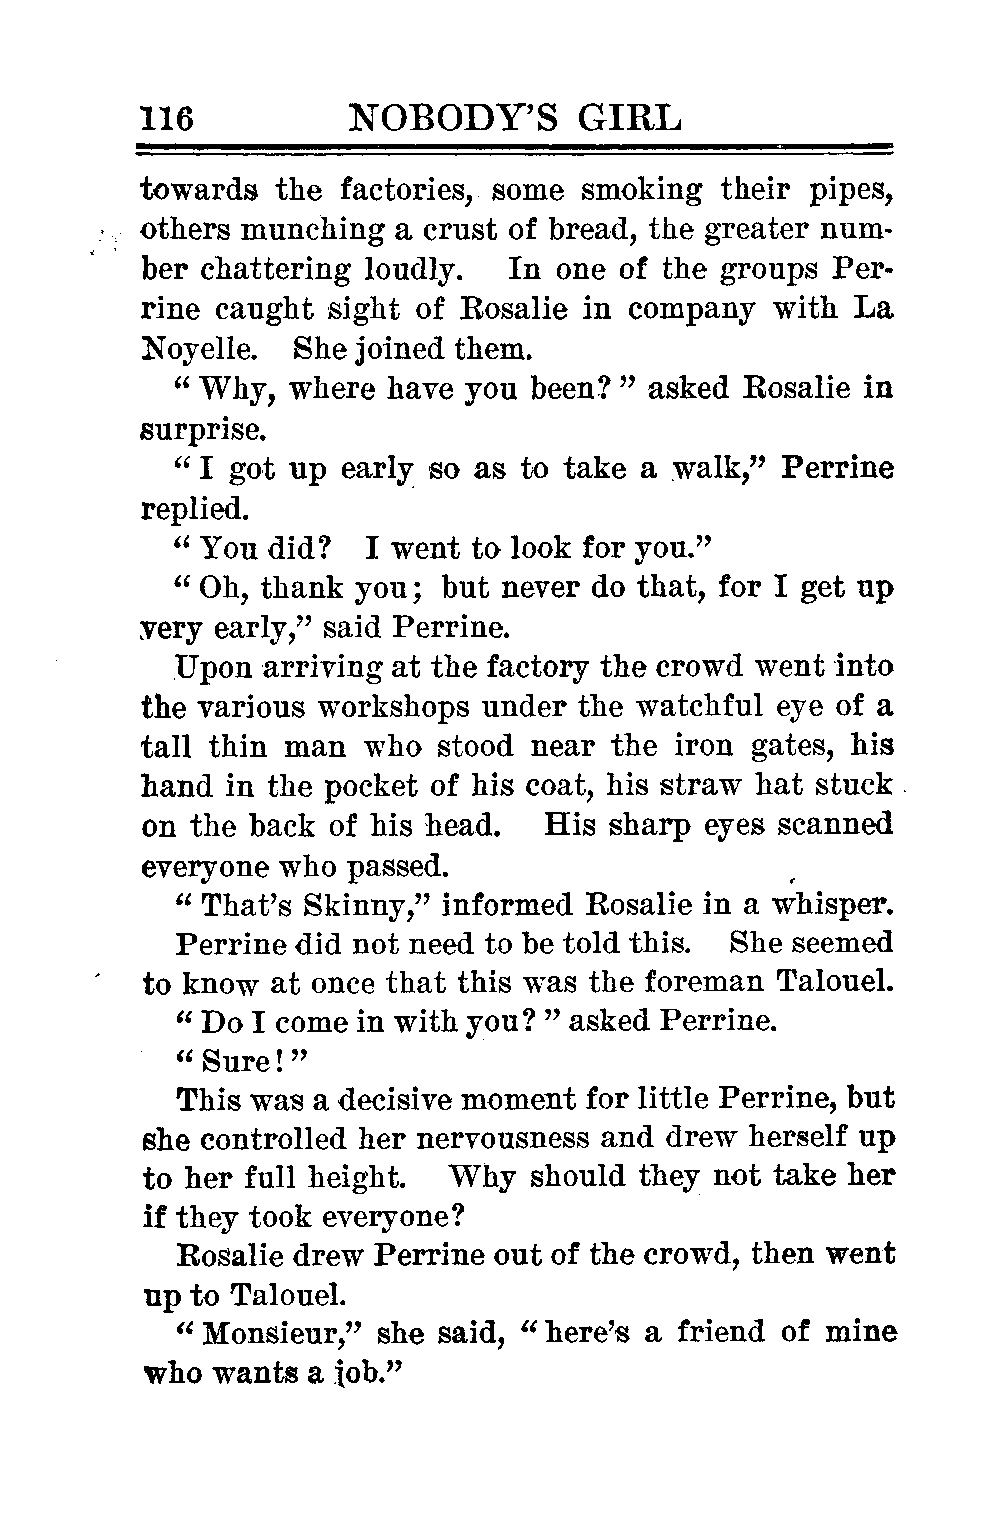 116 NOBODY'S GIRL
towards the factories, some smoking their pipes,
others munching a crust of bread, the greater num-
ber chattering loudly. In one of the groups Per-
rine caught sight of Rosalie in company with La
Noyelle. She joined them.
“ Why, where have you been? ” asked Rosalie in
surprise.
“ I got up early so as to take a walk,” Perrine
replied.
“ You did? I went to look for you.”
“ Oh, thank you; but never do that, for I get up
very early,” said Perrine.
Upon arriving at the factory the crowd went into
the various workshops under the watchful eye of a
tall thin man who stood near the iron gates, his
hand in the pocket of his coat, his straw hat stuck
on the back of his head. His sharp eyes scanned
everyone who passed.
“ That’s Skinny,” informed Rosalie in a whisper.
Perrine did not need to be told this. She seemed
to know at once that this was the foreman Talouel.
“ Do I come in with you? ” asked Perrine.
“ Sure! ”
This was a decisive moment for little Perrine, but
she controlled her nervousness and drew herself up
to her full height. Why should they not take her
if they took everyone?
Rosalie drew Perrine out of the crowd, then went
up to Talouel.
“ Monsieur,” she said, “ here’s a friend of mine
who wants a job.”